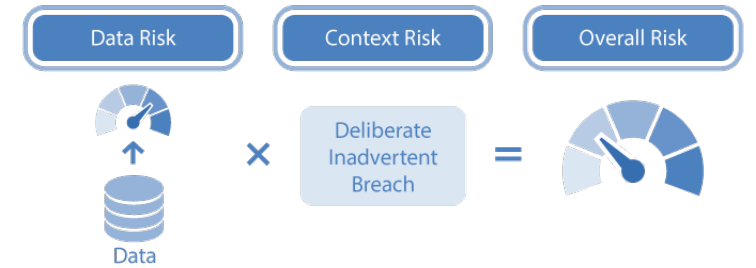 Data Risk
Context Risk
Overall Risk
Deliberate
Inadvertent
Breach
×
=
Data